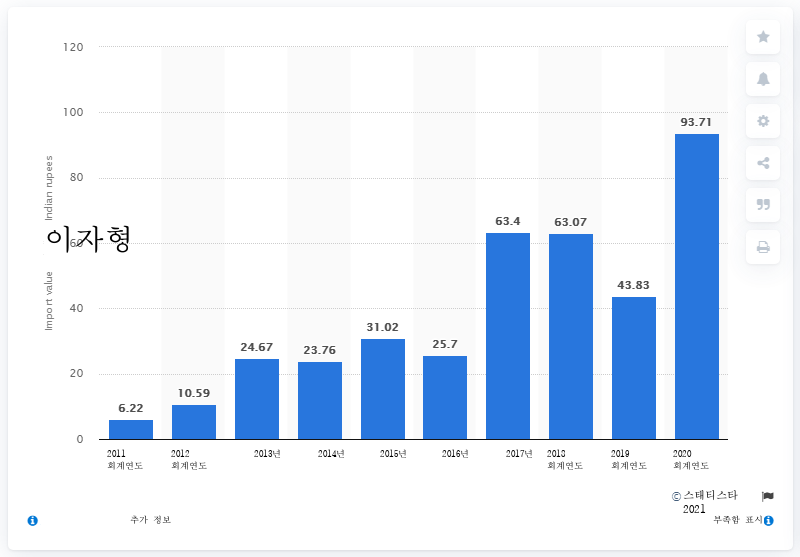 120
100
80
60
40
20
0
Import value
이자형
Indian rupees
6.22
10.59
24.67
23.76
31.02
25.7
63.4
63.07
43.83
93.71
2011
회계연도
2012
회계연도
2013년
2014년
2015년
2016년
2017년
2018
회계연도
2019
회계연도
2020
회계연도
© 스태티스타
2021
추가 정보
부족함 표시